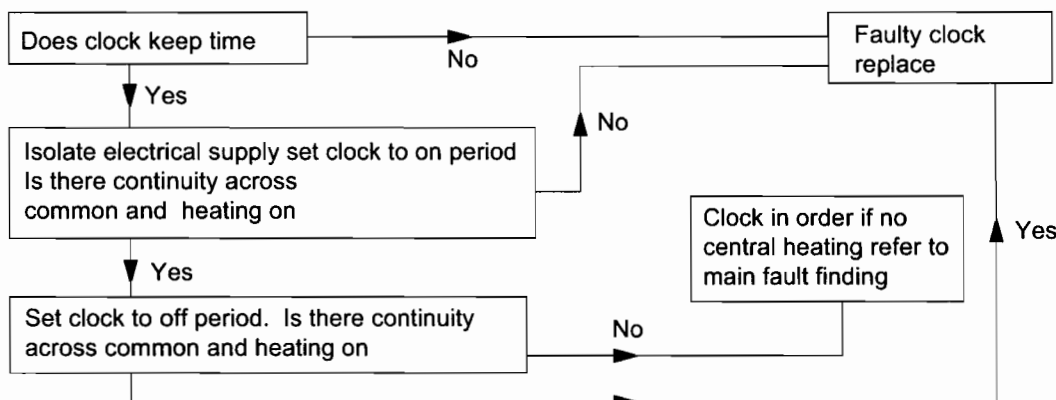 Does clock keep time
No
Faulty clock
replace
Yes
No
Isolate electrical supply set clock to on period
Is there continuity across
common and heating on
Clock in order if no
central heating refer to
main fault finding
Yes
Yes
Set clock to off period. Is there continuity
across common and heating on
No